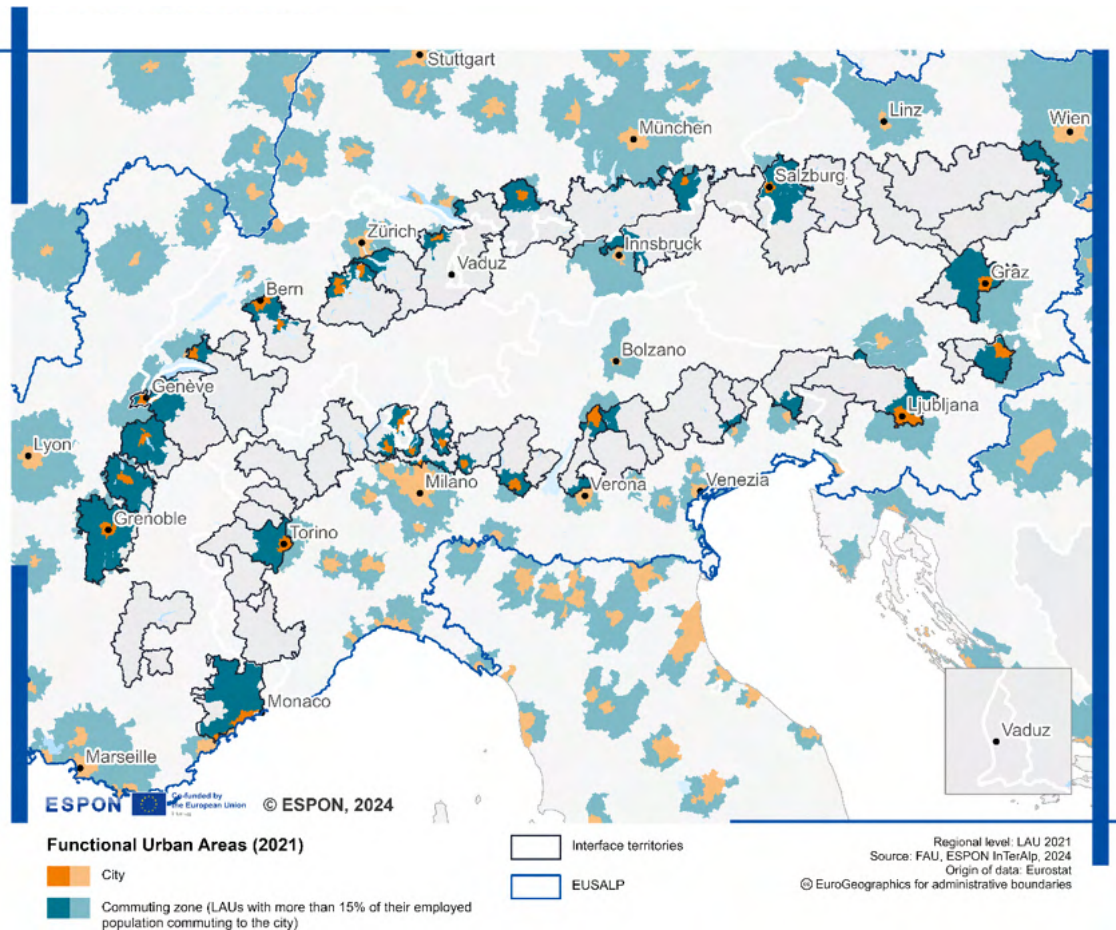 Stuttgart
Linz
Wien
München
Salzburg
Zürich
Innsbruck
Vaduz
Graz
Bern
Bolzano
Genève
Ljubljana
Lyon
Milano
Verona
Venezia
Grenoble
Torino
Monaco
Vaduz
Marseille
ESPON
Co-funded by
the European Union
© ESPON, 2024
Functional Urban Areas (2021)
City
Commuting zone (LAUs with more than 15% of their employed
population commuting to the city)
Interface territories
EUSALP
Regional level: LAU 2021
Source: FAU, ESPON InTerAlp, 2024
Origin of data: Eurostat
EuroGeographics for administrative boundaries